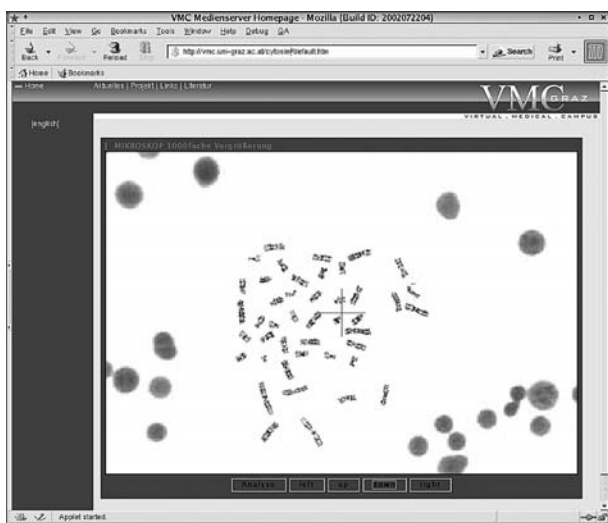 VMC Medienserver Homepage - Mozilla {Build ID: 2002072204}
File Edit View Go Bookmarks Tools Window Help Debug QA
Back Forward Reload Stop Search Print
Home Bookmarks
Home Aktuelles | Projekt | Links | Literatur
VMC GRAZ
VIRTUAL . MEDICAL . CAMPUS
[english]
MIKROSKOP 1000fache Vergrößerung
Analyse left up down right
Applet started.